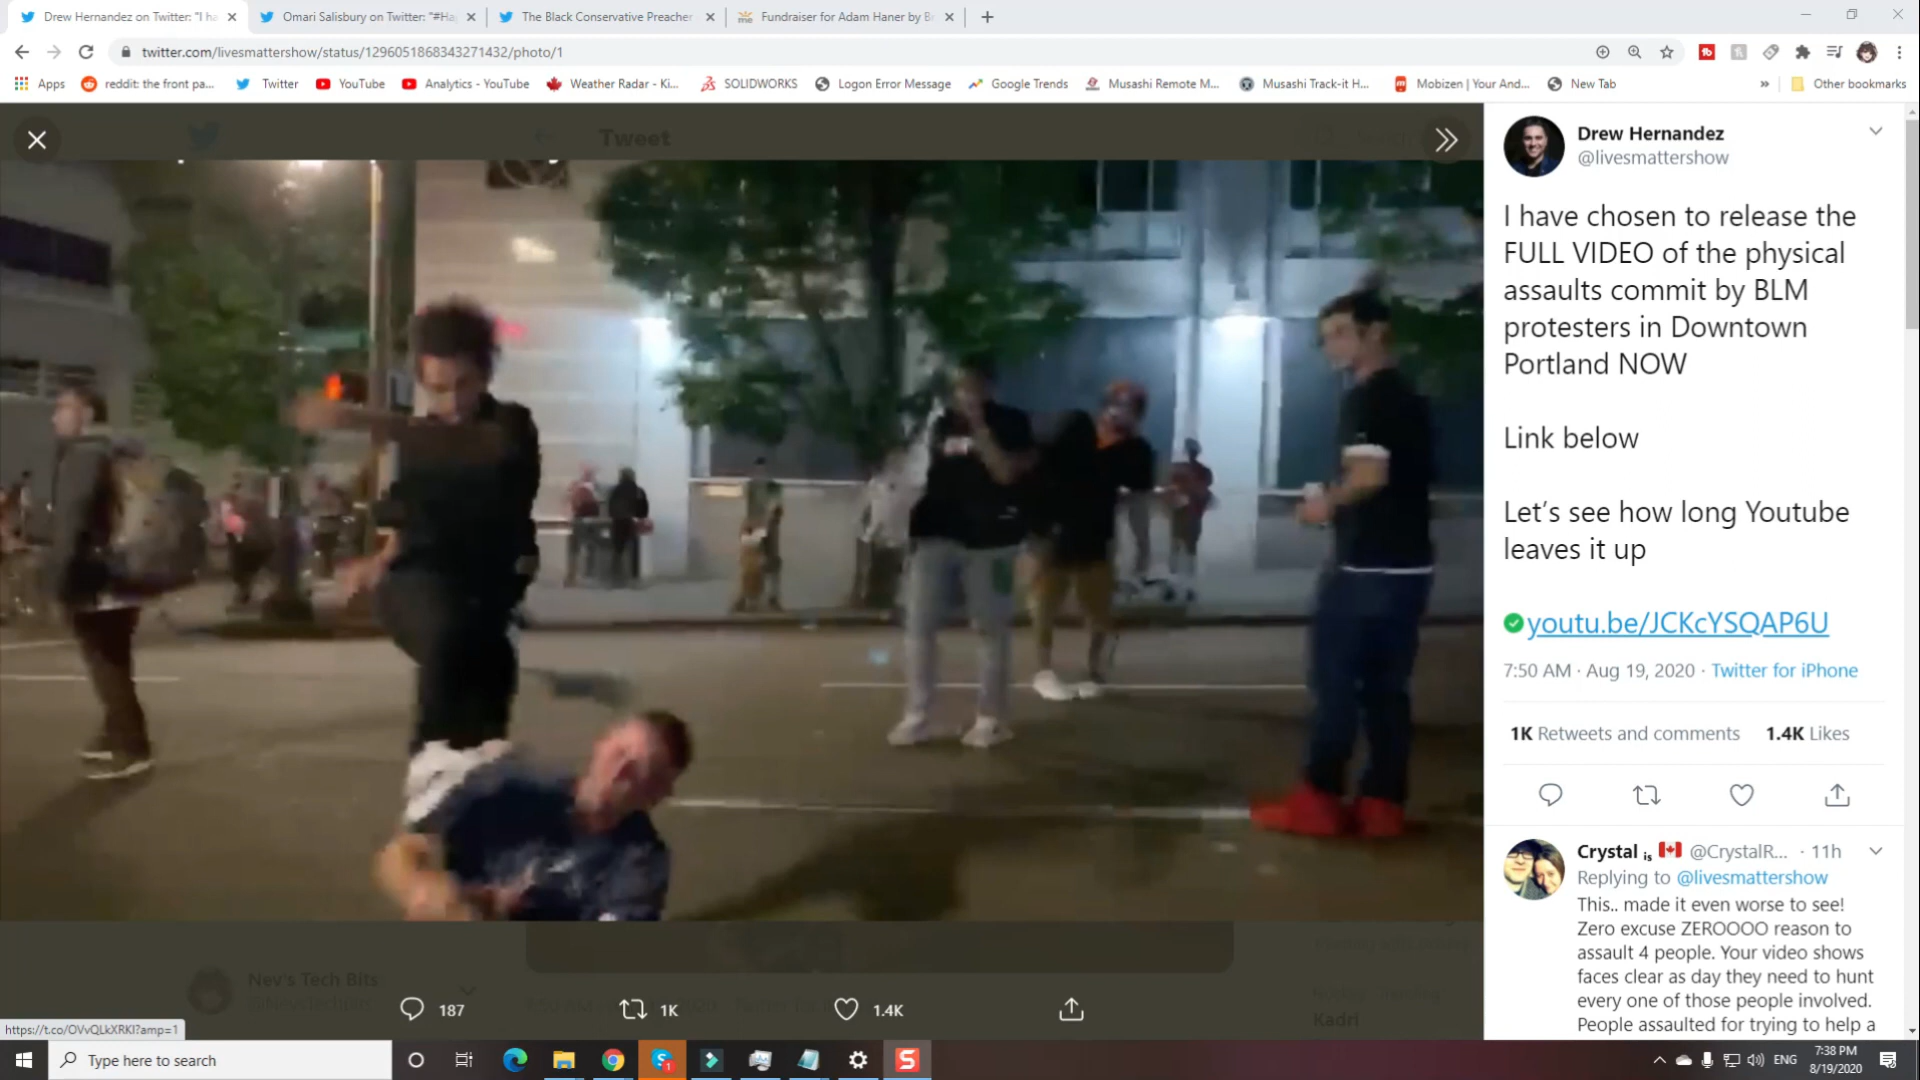 Drew Hernandez on Twitter: "I ha
Omari Salisbury on Twitter: "#Ha
The Black Conservative Preacher
Fundraiser for Adam Haner by B
twitter.com/livesmattershow/status/1296051868343271432/photo/1
Apps
reddit: the front pa...
Twitter
YouTube
Analytics - YouTube
Weather Radar - Ki...
SOLIDWORKS
Logon Error Message
Google Trends
Musashi Remote M...
Musashi Track-it H...
Mobizen | Your And...
New Tab
Other bookmarks
Tweet
Drew Hernandez
@livesmattershow
I have chosen to release the
FULL VIDEO of the physical
assaults commit by BLM
protesters in Downtown
Portland NOW
Link below
Let's see how long Youtube
leaves it up
youtu.be/JCKcYSQAP6U
7:50 AM · Aug 19, 2020 · Twitter for iPhone
1K Retweets and comments 1.4K Likes
Crystal is @CrystalR... · 11h
Replying to @livesmattershow
This.. made it even worse to see!
Zero excuse ZEROOOO reason to
assault 4 people. Your video shows
faces clear as day they need to hunt
every one of those people involved.
People assaulted for trying to help a
Nev's Tech Bits
Kadri
187
1K
1.4K
https://t.co/OVvQLkXRKl?amp=1
Type here to search
ENG
7:38 PM
8/19/2020